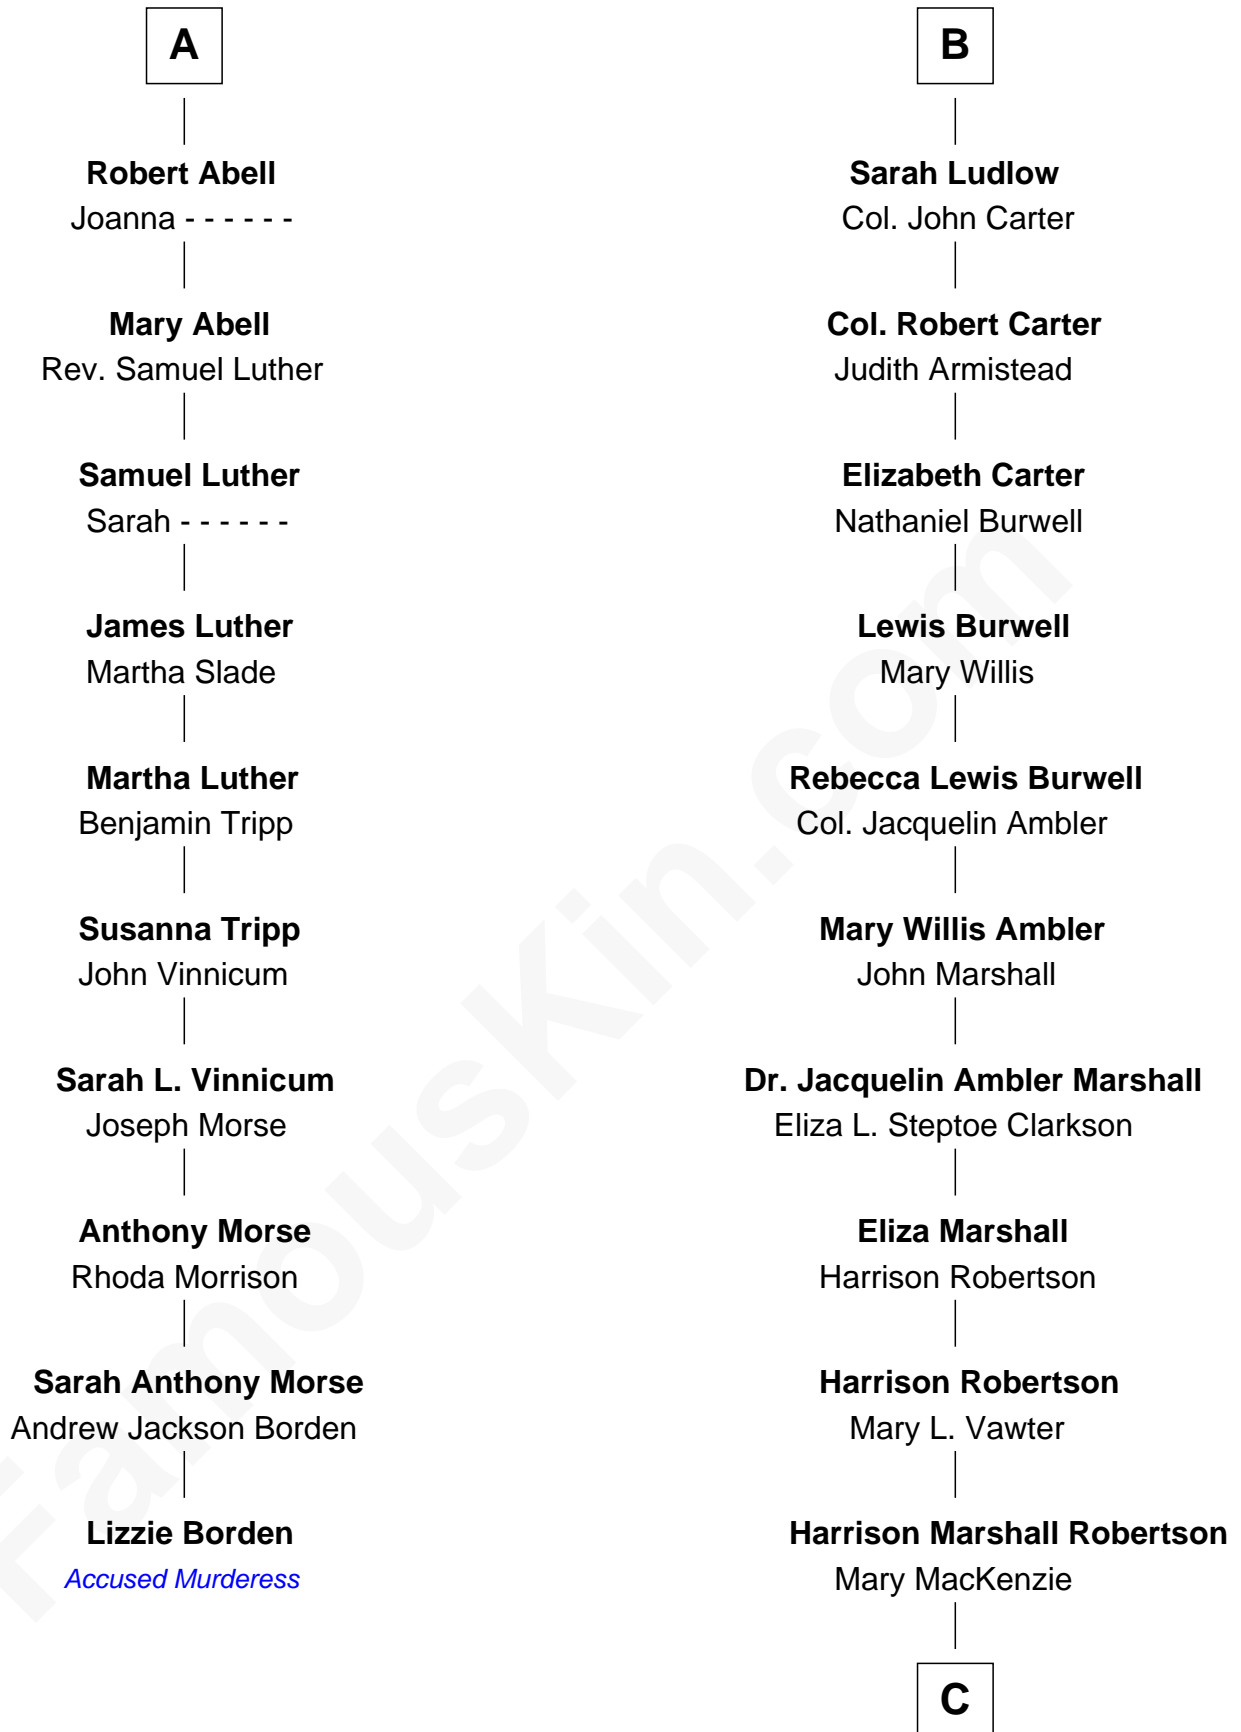 A
Robert Abell
Joanna - - - - - -
Mary Abell
Rev. Samuel Luther
Samuel Luther
Sarah - - - - - -
James Luther
Martha Slade
Martha Luther
Benjamin Tripp
Susanna Tripp
John Vinnicum
Sarah L. Vinnicum
Joseph Morse
Anthony Morse
Rhoda Morrison
Sarah Anthony Morse
Andrew Jackson Borden
Lizzie Borden
Accused Murderess
B
Sarah Ludlow
Col. John Carter
Col. Robert Carter
Judith Armistead
Elizabeth Carter
Nathaniel Burwell
Lewis Burwell
Mary Willis
Rebecca Lewis Burwell
Col. Jacquelin Ambler
Mary Willis Ambler
John Marshall
Dr. Jacquelin Ambler Marshall
Eliza L. Steptoe Clarkson
Eliza Marshall
Harrison Robertson
Harrison Robertson
Mary L. Vawter
Harrison Marshall Robertson
Mary MacKenzie
C
FamousKin.com